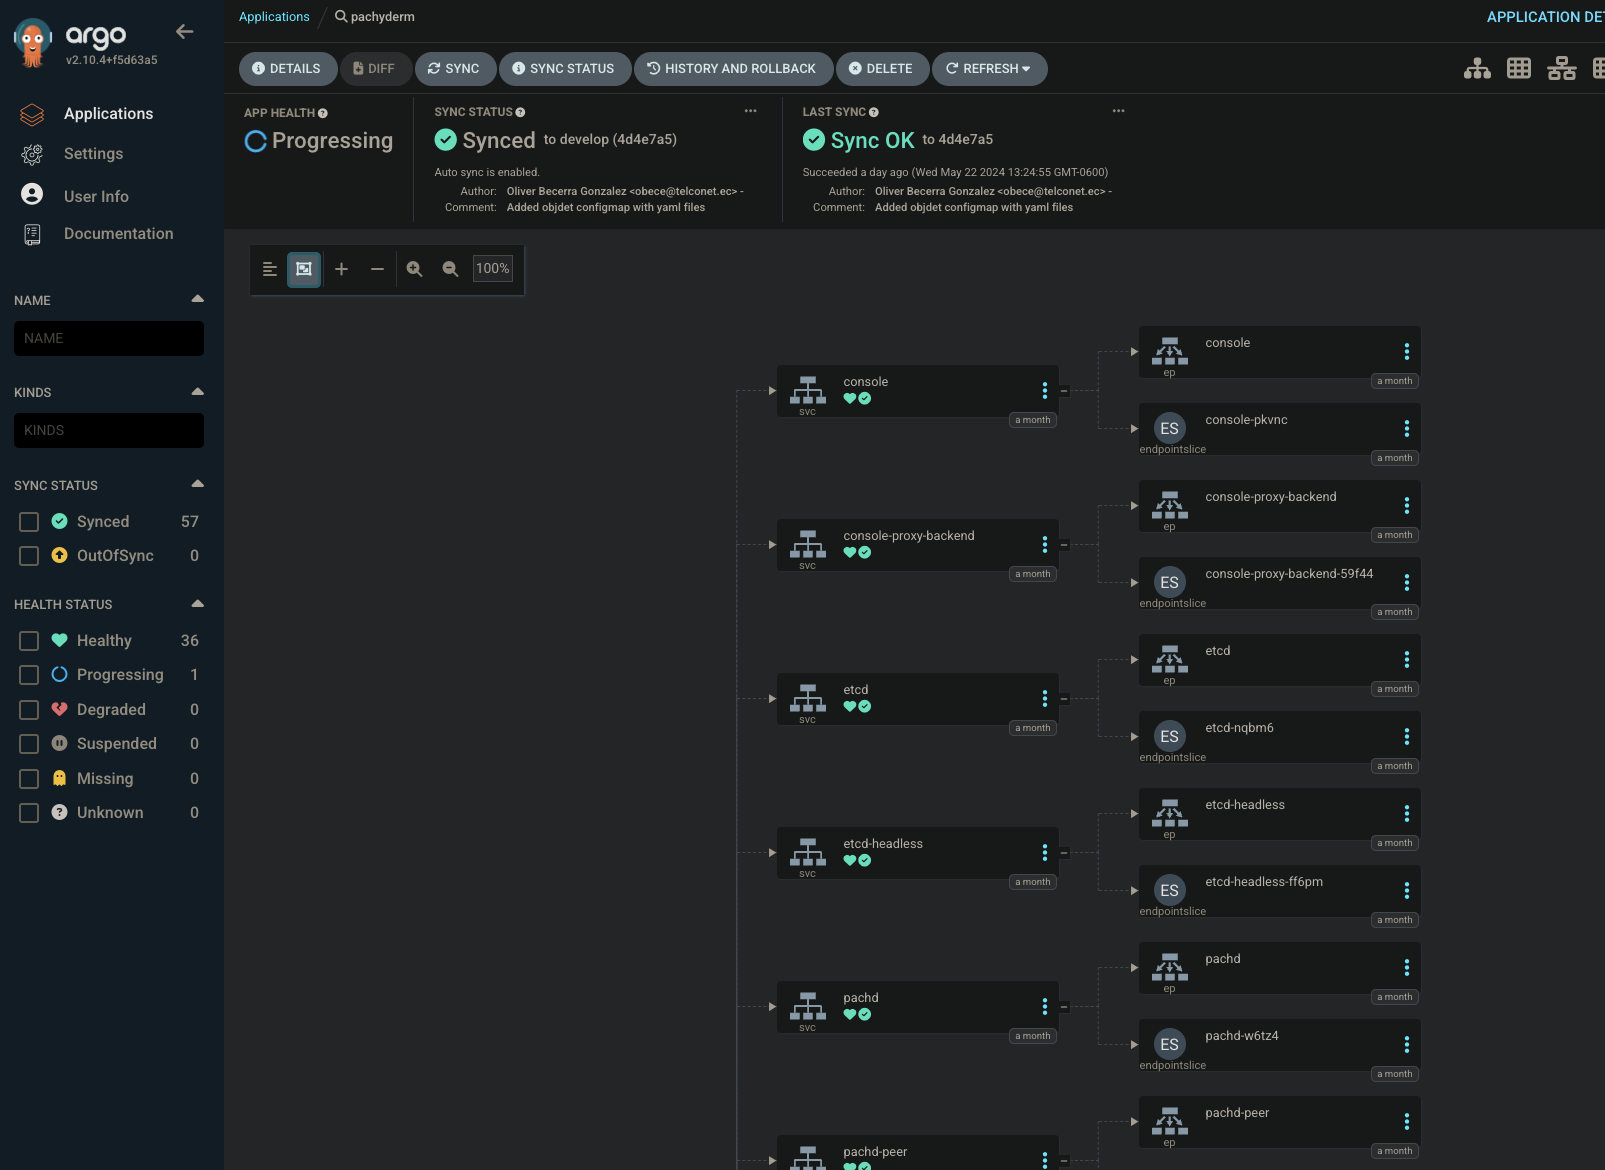 argo
v2.10.4+f5d63a5
Applications
Settings
User Info
Documentation
NAME
NAME
KINDS
KINDS
SYNC STATUS
Synced 57
OutOfSync 0
HEALTH STATUS
Healthy 36
Progressing 1
Degraded 0
Suspended 0
Missing 0
Unknown 0
Applications / pachyderm
APPLICATION DE
DETAILS DIFF SYNC SYNC STATUS HISTORY AND ROLLBACK DELETE REFRESH
APP HEALTH
Progressing
SYNC STATUS
Synced to develop (4d4e7a5)
Auto sync is enabled.
Author: Oliver Becerra Gonzalez <obece@telconet.ec> -
Comment: Added objdet configmap with yaml files
LAST SYNC
Sync OK to 4d4e7a5
Succeeded a day ago (Wed May 22 2024 13:24:55 GMT-0600)
Author: Oliver Becerra Gonzalez <obece@telconet.ec> -
Comment: Added objdet configmap with yaml files
100%
console
svc
a month
console
ep
a month
ES
console-pkvnc
endpointslice
a month
console-proxy-backend
svc
a month
console-proxy-backend
ep
a month
ES
console-proxy-backend-59f44
endpointslice
a month
etcd
svc
a month
etcd
ep
a month
ES
etcd-nqbm6
endpointslice
a month
etcd-headless
svc
a month
etcd-headless
ep
a month
ES
etcd-headless-ff6pm
endpointslice
a month
pachd
svc
a month
pachd
ep
a month
ES
pachd-w6tz4
endpointslice
a month
pachd-peer
pachd-peer
ep
a month